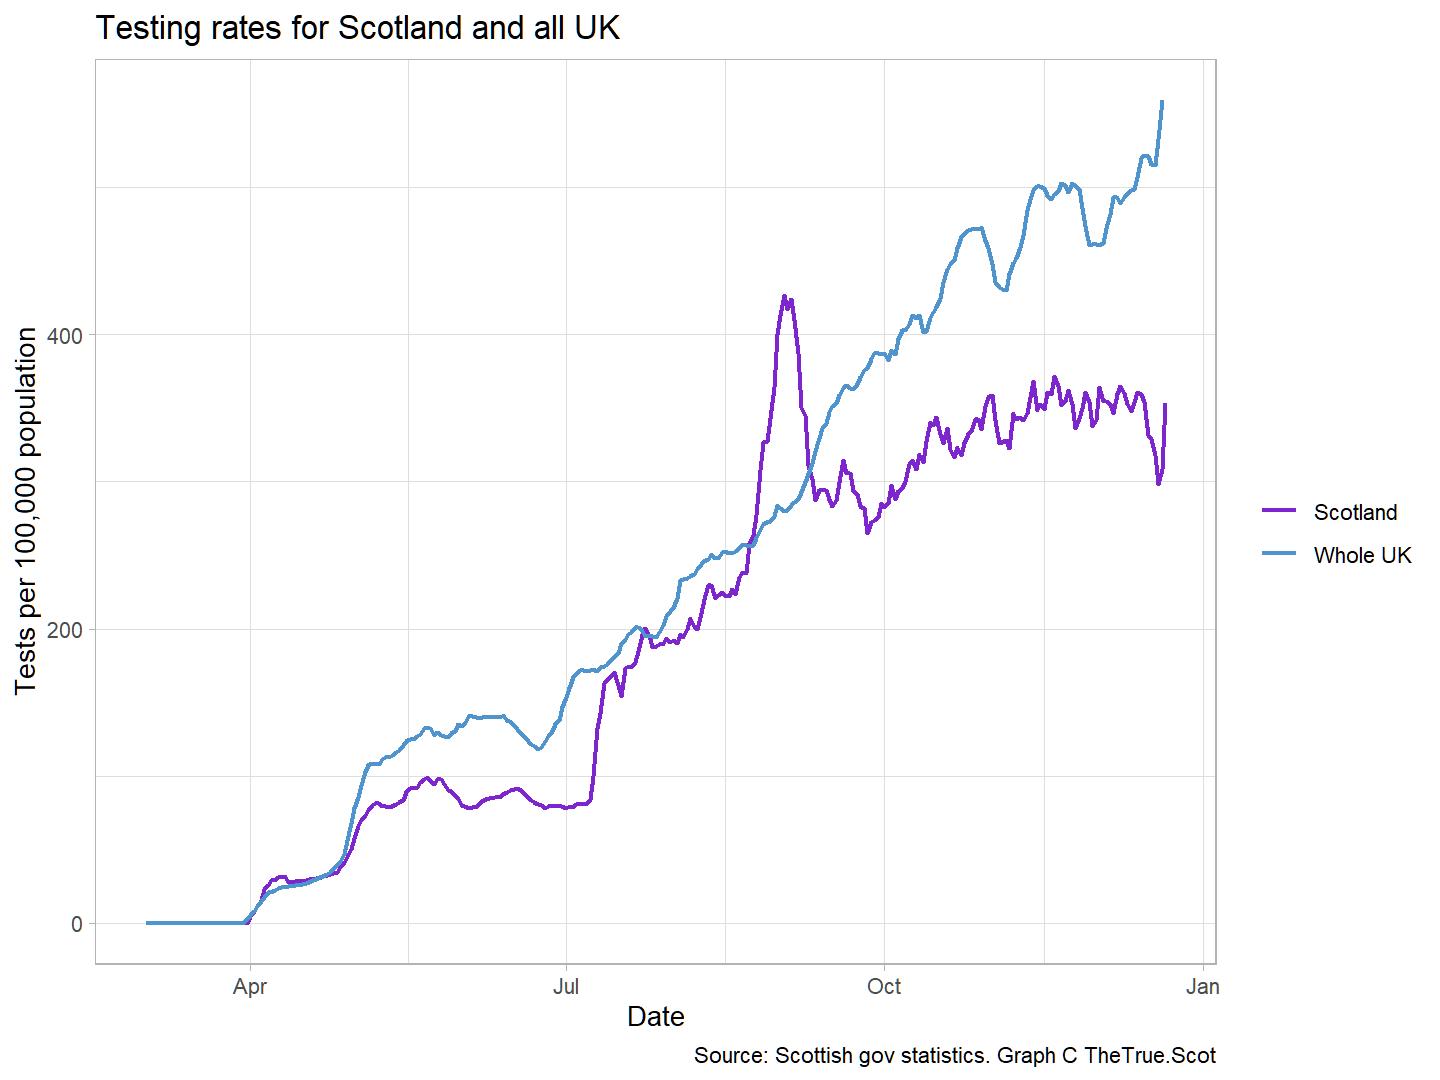 Testing rates for Scotland and all UK
Tests per 100,000 population
400
200
0
Apr
Jul
Oct
Jan
Date
Scotland
Whole UK
Source: Scottish gov statistics. Graph C TheTrue.Scot